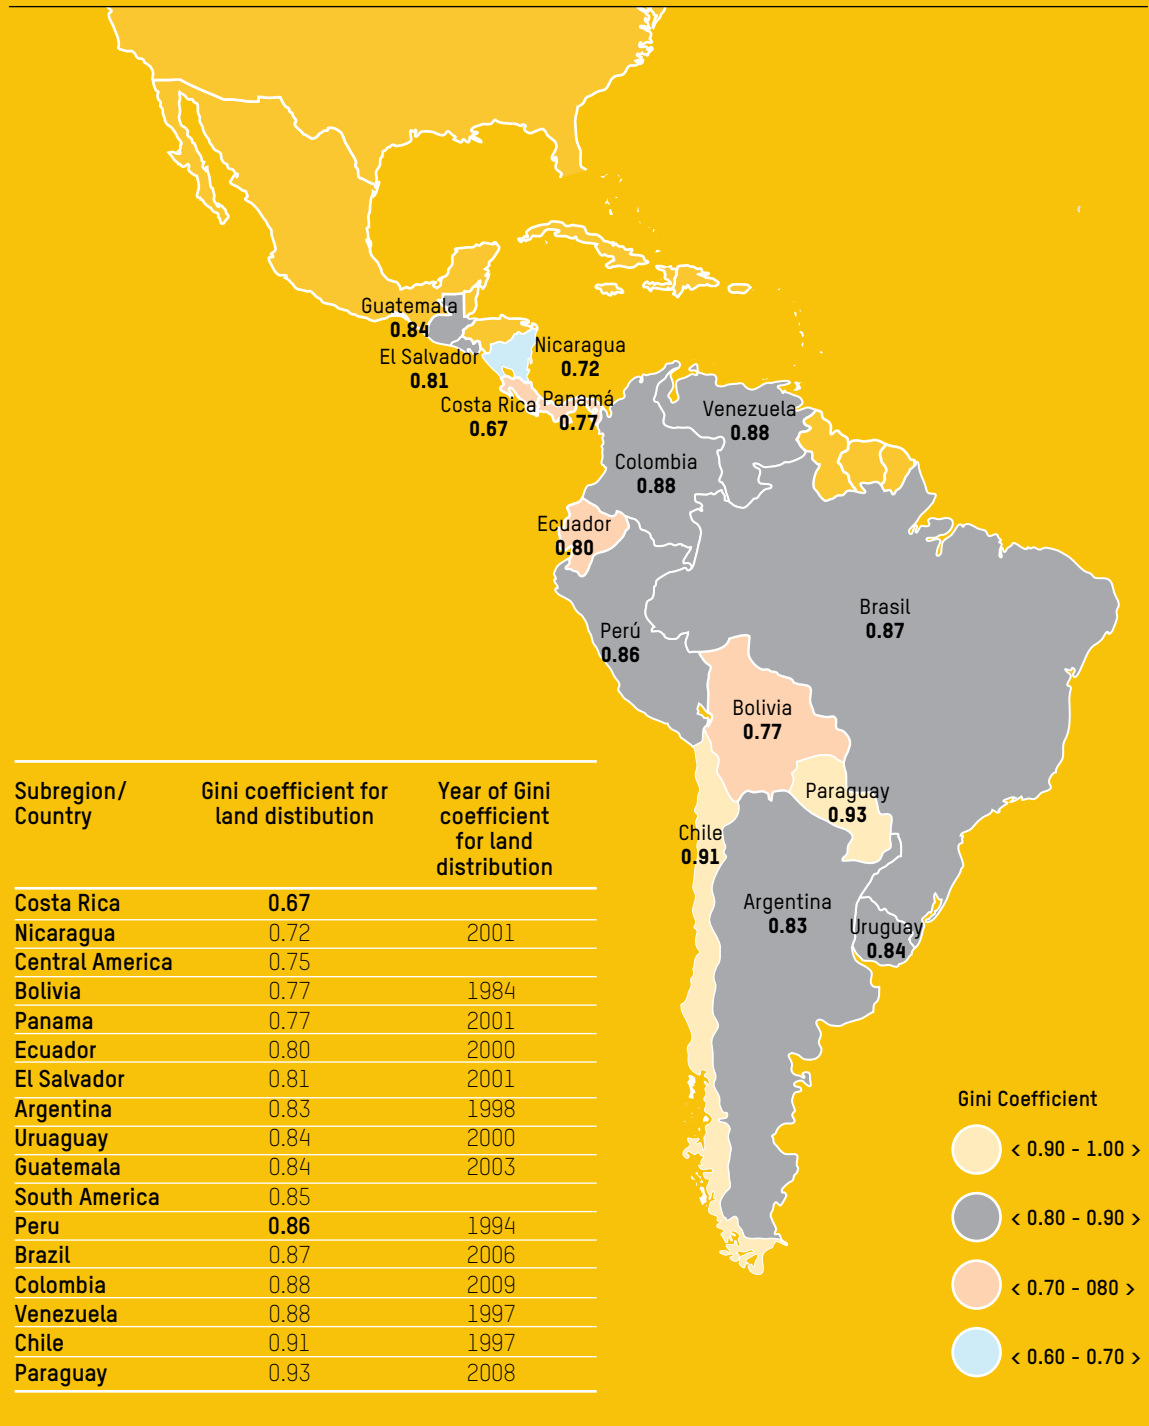 Guatemala
0.84
El Salvador
0.81
Nicaragua
0.72
Costa Rica
0.67
Panamá
0.77
Venezuela
0.88
Colombia
0.88
Ecuador
0.80
Brasil
0.87
Perú
0.86
Bolivia
0.77
Paraguay
0.93
Chile
0.91
Argentina
0.83
Uruguay
0.84
Subregion/ Gini coefficient for Year of Gini
Country land distibution coefficient
for land
distribution
Costa Rica 0.67
Nicaragua 0.72 2001
Central America 0.75
Bolivia 0.77 1984
Panama 0.77 2001
Ecuador 0.80 2000
El Salvador 0.81 2001
Argentina 0.83 1998
Uruaguay 0.84 2000
Guatemala 0.84 2003
South America 0.85
Peru 0.86 1994
Brazil 0.87 2006
Colombia 0.88 2009
Venezuela 0.88 1997
Chile 0.91 1997
Paraguay 0.93 2008
Gini Coefficient
< 0.90 - 1.00 >
< 0.80 - 0.90 >
< 0.70 - 080 >
< 0.60 - 0.70 >